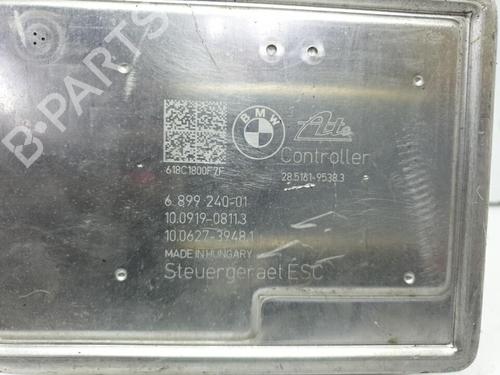 BMW
Ate
Controller
618C1800F7F
28.5161-9538.3
6 899 240-01
10.0919-0811.3
10.0627-3948.1
MADE IN HUNGARY
Steuergeraet ESC
B-PARTS